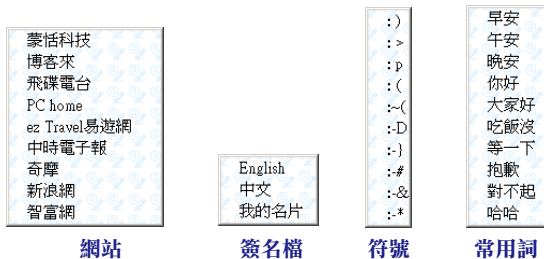 蒙恬科技
博客來
飛碟電台
PC home
ez Travel易遊網
中時電子報
奇摩
新浪網
智富網
網站
English
中文
我的名片
簽名檔
:)
:>
:p
:(
:~(
:-D
:-}
:-#
:-&
:-*
符號
早安
午安
晚安
你好
大家好
吃飯沒
等一下
抱歉
對不起
哈哈
常用詞